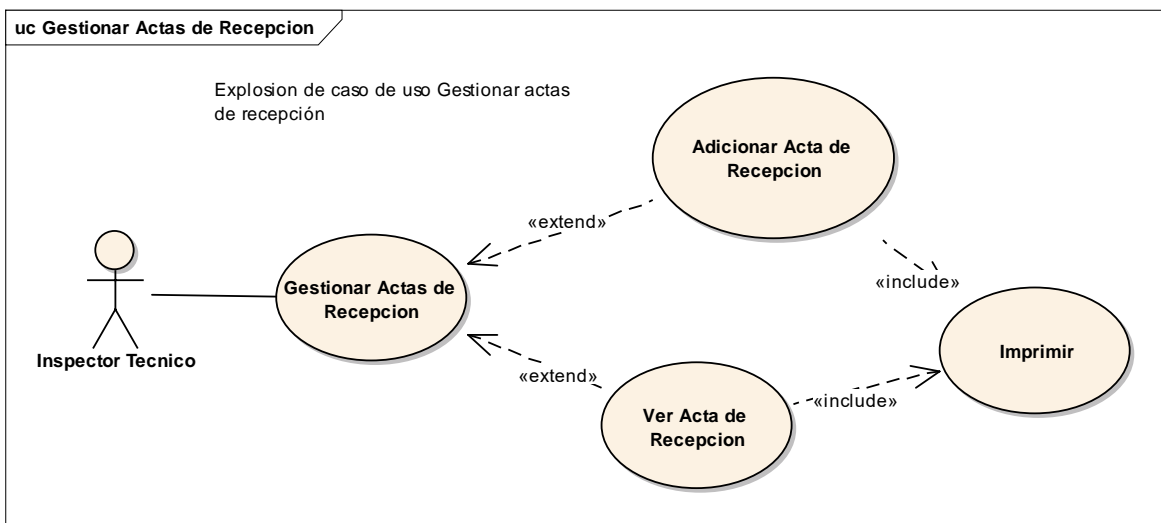 uc Gestionar Actas de Recepcion
Explosion de caso de uso Gestionar actas
de recepción
Adicionar Acta de
Recepcion
«extend»
«include»
Gestionar Actas de
Recepcion
Inspector Tecnico
Imprimir
«extend»
«include»
Ver Acta de
Recepcion